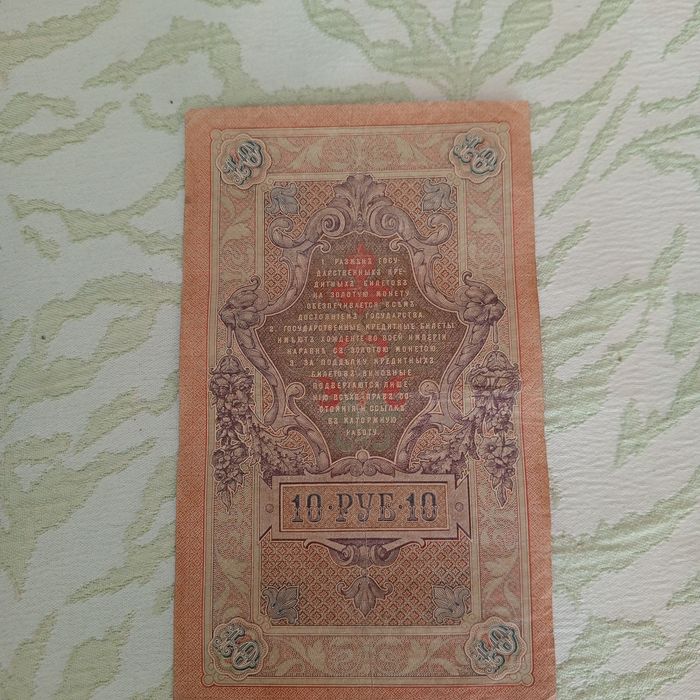 1. РАЗМѢНЪ ГОСУ-
ДАРСТВЕННЫХЪ КРЕ-
ДИТНЫХЪ БИЛЕТОВЪ
НА ЗОЛОТУЮ МОНЕТУ
ОБЕЗПЕЧИВАЕТСЯ ВСѢМЪ
ДОСТОЯНІЕМЪ ГОСУДАРСТВА.
2. ГОСУДАРСТВЕННЫЕ КРЕДИТНЫЕ БИЛЕТЫ
ИМѢЮТЪ ХОЖДЕНІЕ ВО ВСЕЙ ИМПЕРІИ
НАРАВНѢ СЪ ЗОЛОТОЮ МОНЕТОЮ.
3. ЗА ПОДДѢЛКУ КРЕДИТНЫХЪ
БИЛЕТОВЪ ВИНОВНЫЕ
ПОДВЕРГАЮТСЯ ЛИШЕ-
НІЮ ВСѢХЪ ПРАВЪ СО-
СТОЯНІЯ И ССЫЛКѢ
ВЪ КАТОРЖНУЮ
РАБОТУ.
10·РУБ·10